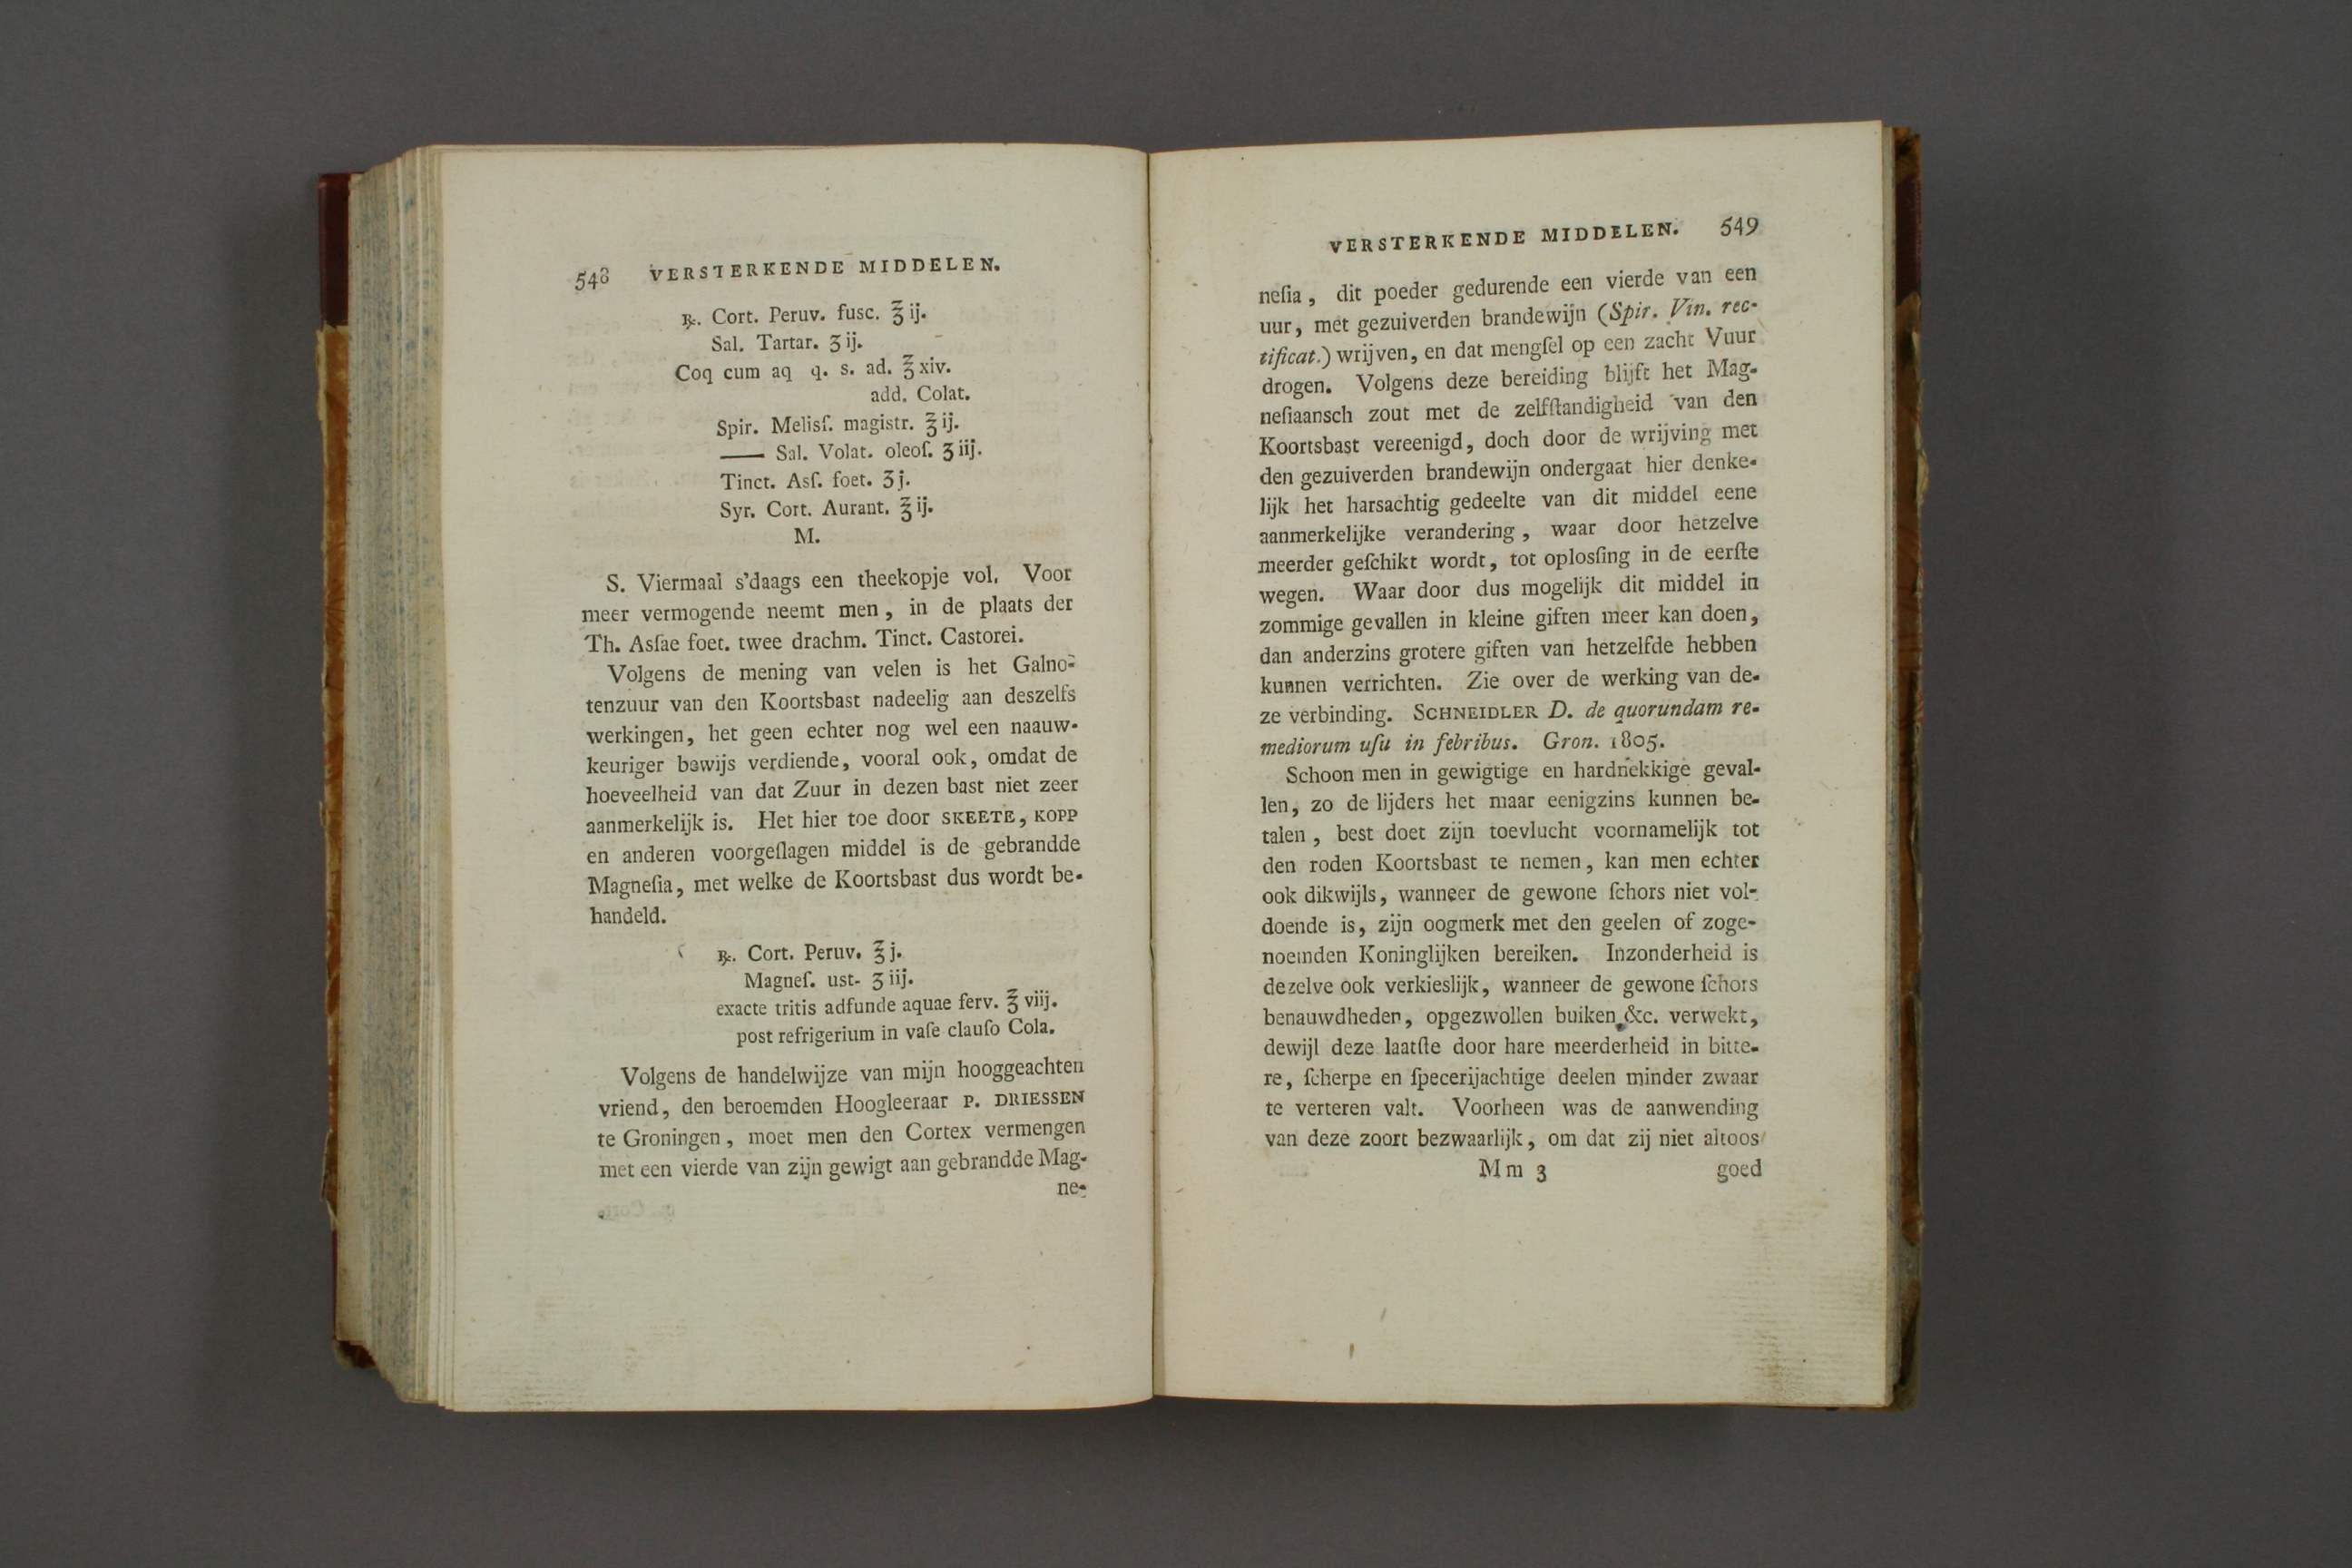 548 VERSTERKENDE MIDDELEN.
℞. Cort. Peruv. fusc. ℥ij.
Sal. Tartar. ʒij.
Coq cum aq q. s. ad. ℥xiv.
add. Colat.
Spir. Melisſ. magistr. ℥ij.
—— Sal. Volat. oleoſ. ʒiij.
Tinct. Asſ. foet. ʒj.
Syr. Cort. Aurant. ℥ij.
M.
S. Viermaal s'daags een theekopje vol. Voor
meer vermogende neemt men, in de plaats der
Th. Asſae foet. twee drachm. Tinct. Castorei.
Volgens de mening van velen is het Galno-
tenzuur van den Koortsbast nadeelig aan deszelfs
werkingen, het geen echter nog wel een naauw-
keuriger bewijs verdiende, vooral ook, omdat de
hoeveelheid van dat Zuur in dezen bast niet zeer
aanmerkelijk is. Het hier toe door SKEETE, KOPP
en anderen voorgeſlagen middel is de gebrandde
Magneſia, met welke de Koortsbast dus wordt be-
handeld.
℞. Cort. Peruv. ℥j.
Magneſ. ust- ʒiij.
exacte tritis adfunde aquae ferv. ℥viij.
post refrigerium in vaſe clauſo Cola.
Volgens de handelwijze van mijn hooggeachten
vriend, den beroemden Hoogleeraar P. DRIESSEN
te Groningen, moet men den Cortex vermengen
met een vierde van zijn gewigt aan gebrandde Mag-
ne-
VERSTERKENDE MIDDELEN. 549
neſia, dit poeder gedurende een vierde van een
uur, met gezuiverden brandewijn (Spir. Vin. rec-
tificat.) wrijven, en dat mengſel op een zacht Vuur
drogen. Volgens deze bereiding blijft het Mag-
neſiaansch zout met de zelfſtandigheid van den
Koortsbast vereenigd, doch door de wrijving met
den gezuiverden brandewijn ondergaat hier denke-
lijk het harsachtig gedeelte van dit middel eene
aanmerkelijke verandering, waar door hetzelve
meerder geſchikt wordt, tot oplosſing in de eerſte
wegen. Waar door dus mogelijk dit middel in
zommige gevallen in kleine giften meer kan doen,
dan anderzins grotere giften van hetzelfde hebben
kunnen verrichten. Zie over de werking van de-
ze verbinding. SCHNEIDLER D. de quorundam re-
mediorum uſu in febribus. Gron. 1805.
Schoon men in gewigtige en hardnekkige geval-
len, zo de lijders het maar eenigzins kunnen be-
talen, best doet zijn toevlucht voornamelijk tot
den roden Koortsbast te nemen, kan men echter
ook dikwijls, wanneer de gewone ſchors niet vol-
doende is, zijn oogmerk met den geelen of zoge-
noemden Koninglijken bereiken. Inzonderheid is
dezelve ook verkieslijk, wanneer de gewone ſchors
benauwdheden, opgezwollen buiken &c. verwekt,
dewijl deze laatſte door hare meerderheid in bitte-
re, ſcherpe en ſpecerijachtige deelen minder zwaar
te verteren valt. Voorheen was de aanwending
van deze zoort bezwaarlijk, om dat zij niet altoos
Mm 3 goed